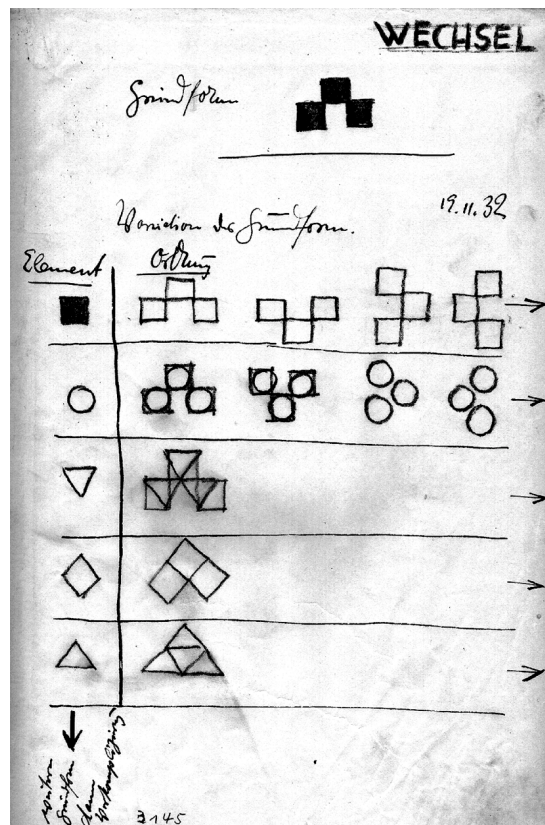 WECHSEL
Grundform
19.11.32
Variation der Grundform.
Element
Ordnung
3145